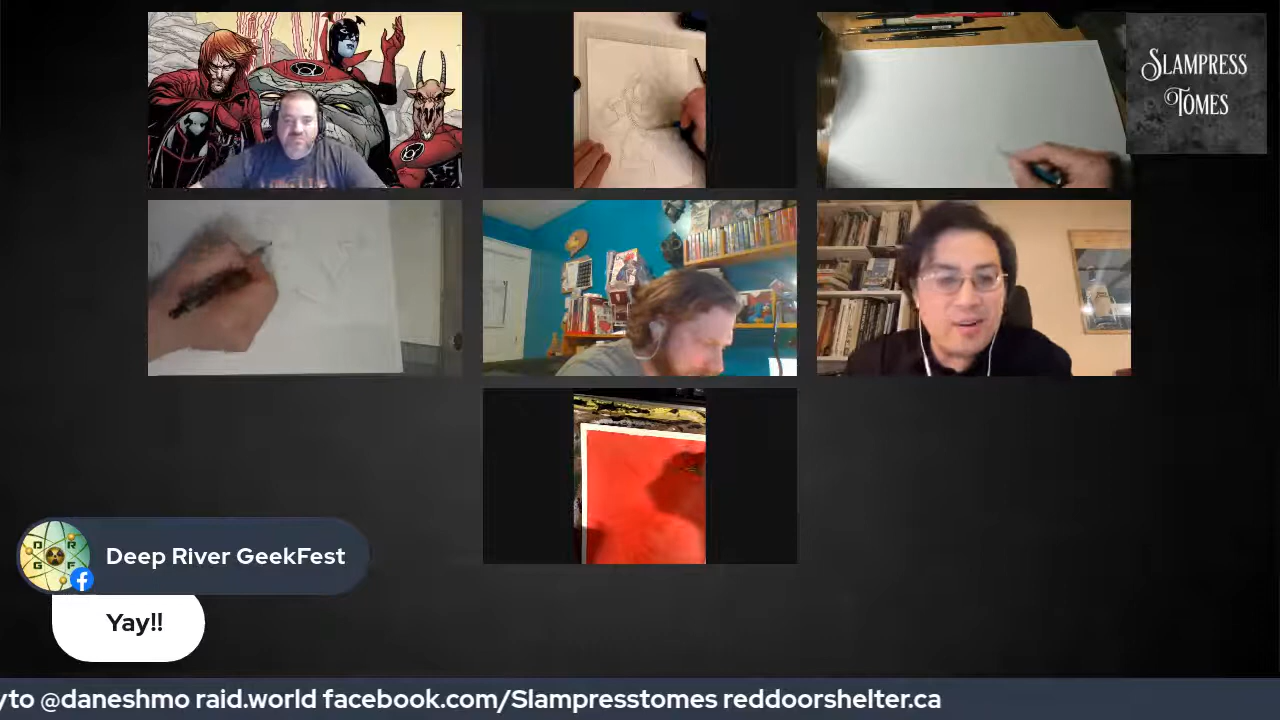 SLAMPRESS
TOMES
D R
G F
Deep River GeekFest
Yay!!
yto @daneshmo raid.world facebook.com/Slampresstomes reddoorshelter.ca